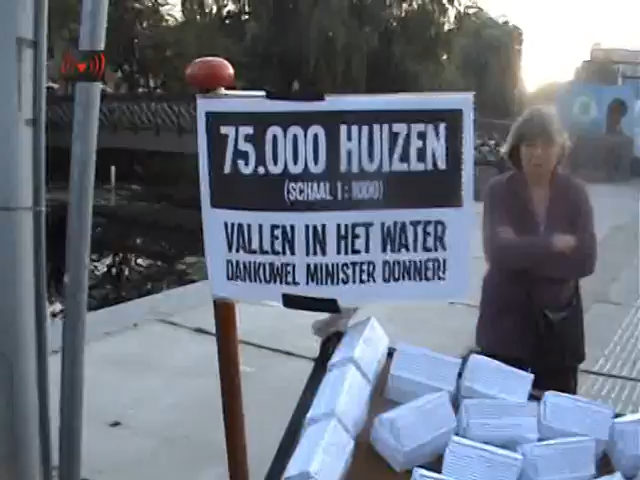 75.000 HUIZEN
(SCHAAL 1:1000)
VALLEN IN HET WATER
DANKUWEL MINISTER DONNER!